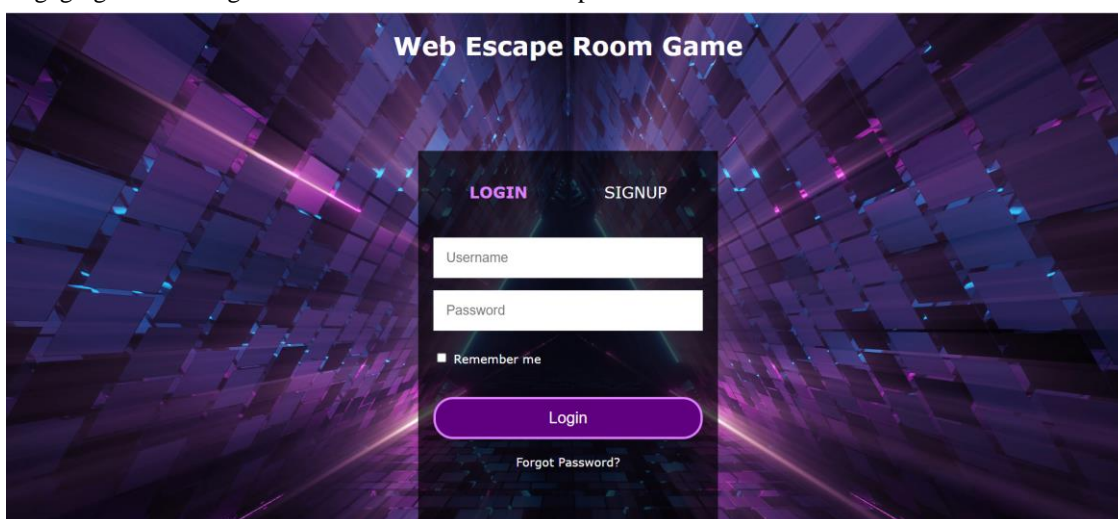 Web Escape Room Game
LOGIN SIGNUP
Username
Password
Remember me
Login
Forgot Password?